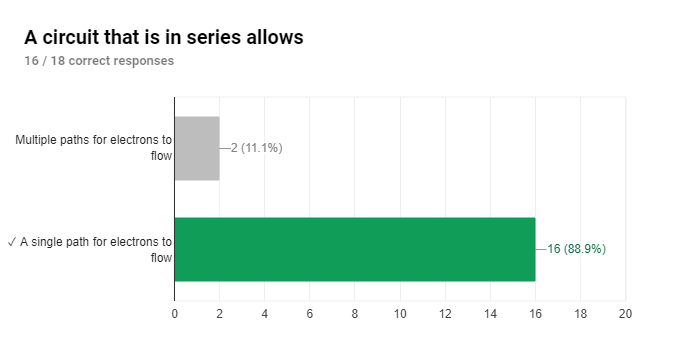 A circuit that is in series allows
16 / 18 correct responses
Multiple paths for electrons to
flow
2 (11.1%)
✓ A single path for electrons to
flow
16 (88.9%)
0 2 4 6 8 10 12 14 16 18 20